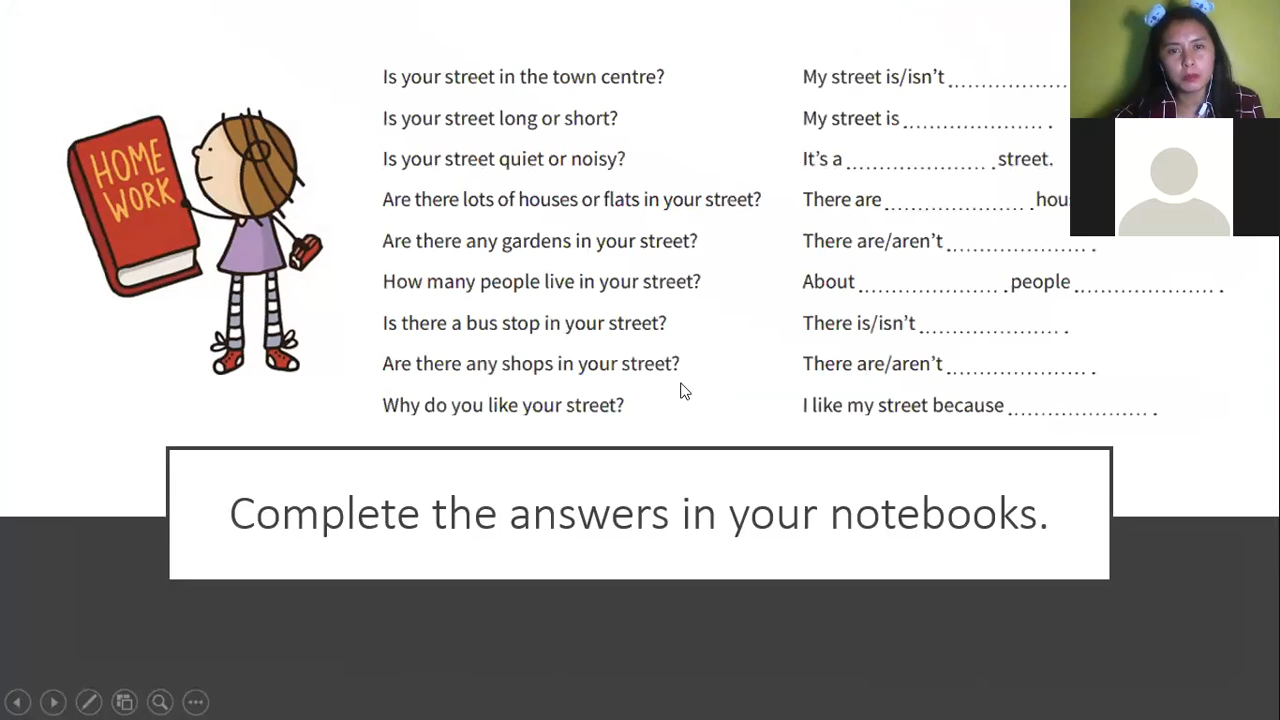 HOME
WORK
Is your street in the town centre? My street is/isn't ......................
Is your street long or short? My street is ...................... .
Is your street quiet or noisy? It's a ...................... .street.
Are there lots of houses or flats in your street? There are ...................... .
Are there any gardens in your street? There are/aren't ...................... .
How many people live in your street? About ...................... .people ...................... .
Is there a bus stop in your street? There is/isn't ...................... .
Are there any shops in your street? There are/aren't ...................... .
Why do you like your street? I like my street because ...................... .
Complete the answers in your notebooks.